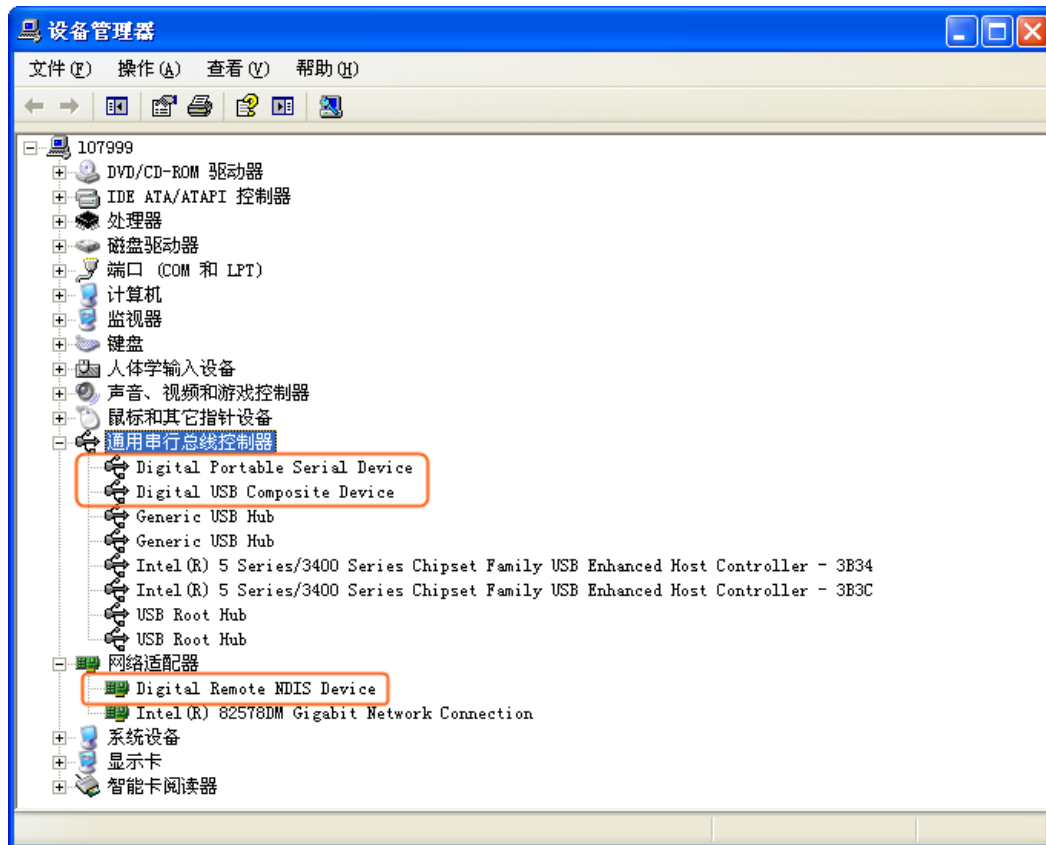 设备管理器
文件(F) 操作(A) 查看(V) 帮助(H)
107999
DVD/CD-ROM 驱动器
IDE ATA/ATAPI 控制器
处理器
磁盘驱动器
端口 (COM 和 LPT)
计算机
监视器
键盘
人体学输入设备
声音、视频和游戏控制器
鼠标和其它指针设备
通用串行总线控制器
Digital Portable Serial Device
Digital USB Composite Device
Generic USB Hub
Generic USB Hub
Intel(R) 5 Series/3400 Series Chipset Family USB Enhanced Host Controller - 3B34
Intel(R) 5 Series/3400 Series Chipset Family USB Enhanced Host Controller - 3B3C
USB Root Hub
USB Root Hub
网络适配器
Digital Remote NDIS Device
Intel(R) 82578DM Gigabit Network Connection
系统设备
显示卡
智能卡阅读器